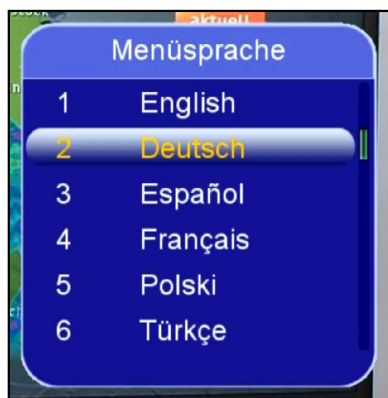 aktuell
Menüsprache
1 English
2 Deutsch
3 Español
4 Français
5 Polski
6 Türkçe